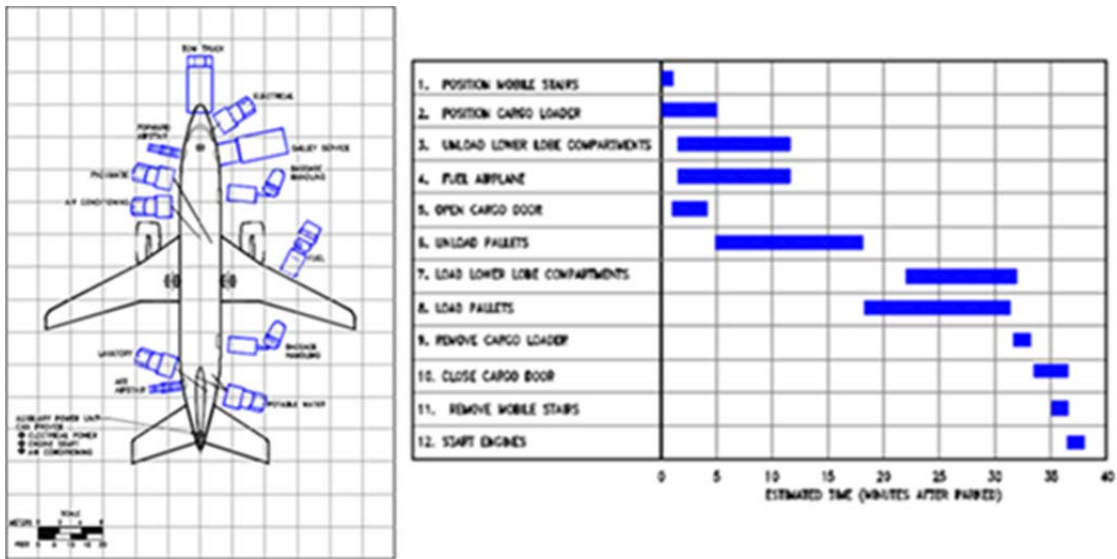 TOW TRUCK
ELECTRICAL
FORWARD
AIRSTAIR
GALLEY SERVICE
PNEUMATIC
BAGGAGE
HANDLING
AIR CONDITIONING
FUEL
LAVATORY
BAGGAGE
HANDLING
AFT
AIRSTAIR
POTABLE WATER
AUXILIARY POWER UNIT
CAN PROVIDE :
ELECTRICAL POWER
ENGINE START
AIR CONDITIONING
SCALE
METERS
FEET
1. POSITION MOBILE STAIRS
2. POSITION CARGO LOADER
3. UNLOAD LOWER LOBE COMPARTMENTS
4. FUEL AIRPLANE
5. OPEN CARGO DOOR
6. UNLOAD PALLETS
7. LOAD LOWER LOBE COMPARTMENTS
8. LOAD PALLETS
9. REMOVE CARGO LOADER
10. CLOSE CARGO DOOR
11. REMOVE MOBILE STAIRS
12. START ENGINES
0 5 10 15 20 25 30 35 40
ESTIMATED TIME (MINUTES AFTER PARKED)